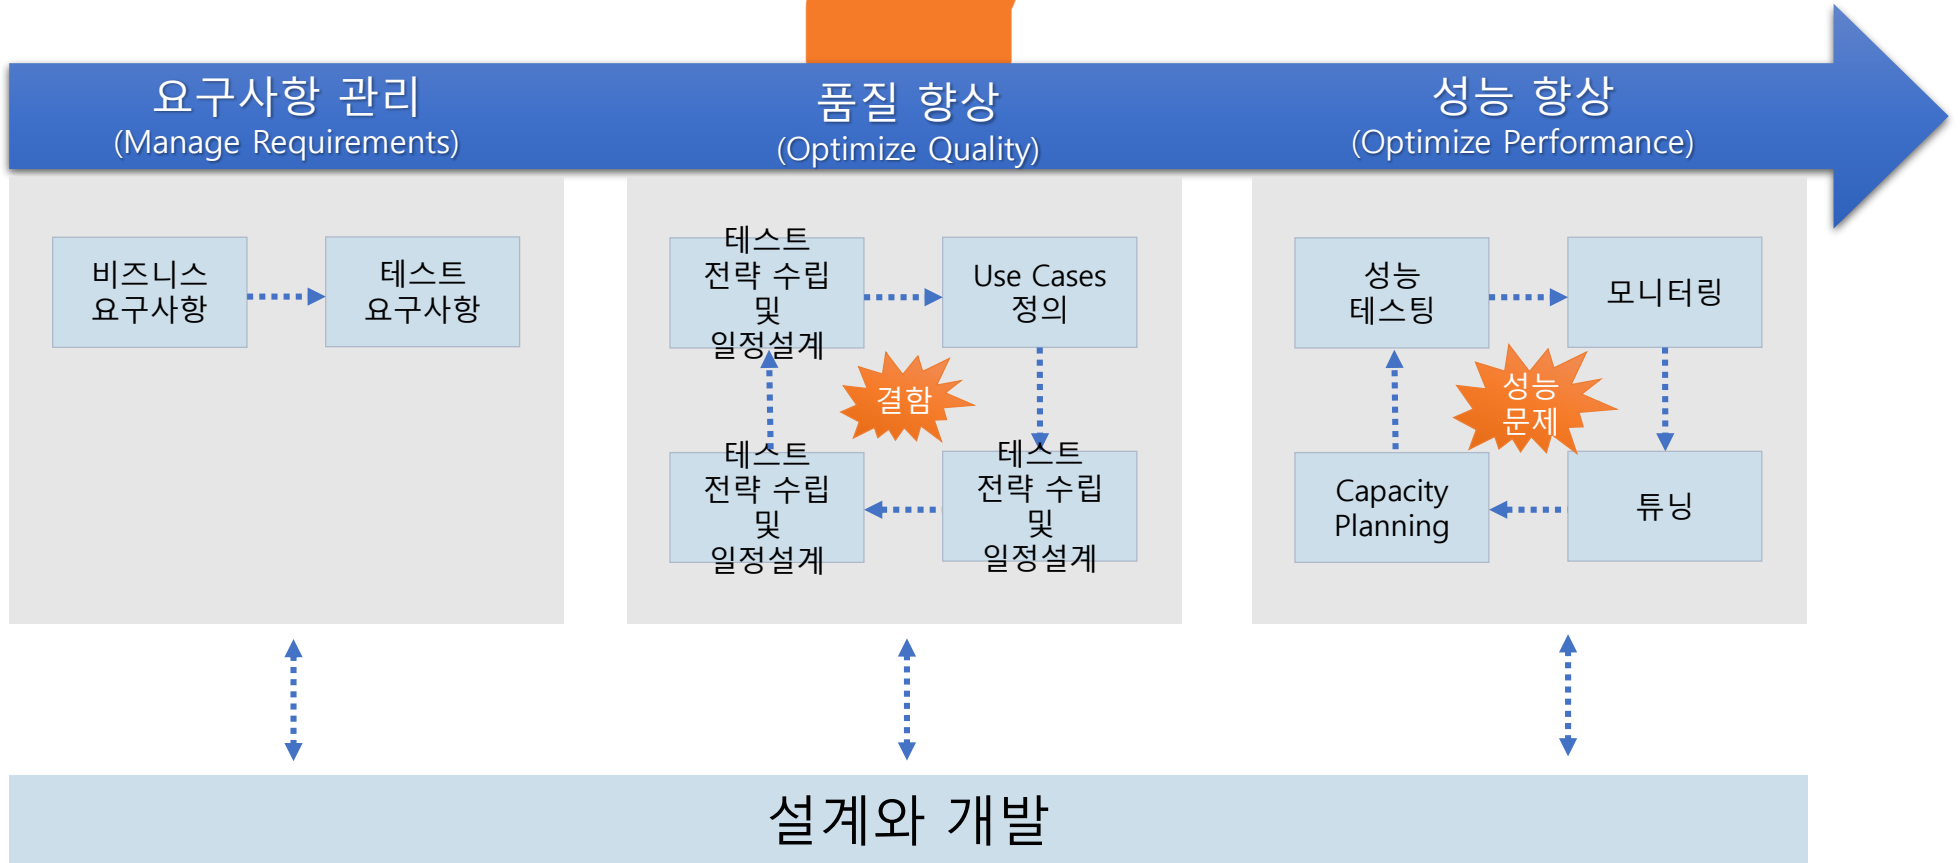 요구사항 관리
(Manage Requirements)
품질 향상
(Optimize Quality)
성능 향상
(Optimize Performance)
비즈니스
요구사항
테스트
요구사항
테스트
전략 수립
및
일정설계
Use Cases
정의
결함
테스트
전략 수립
및
일정설계
테스트
전략 수립
및
일정설계
성능
테스팅
모니터링
성능
문제
Capacity
Planning
튜닝
설계와 개발